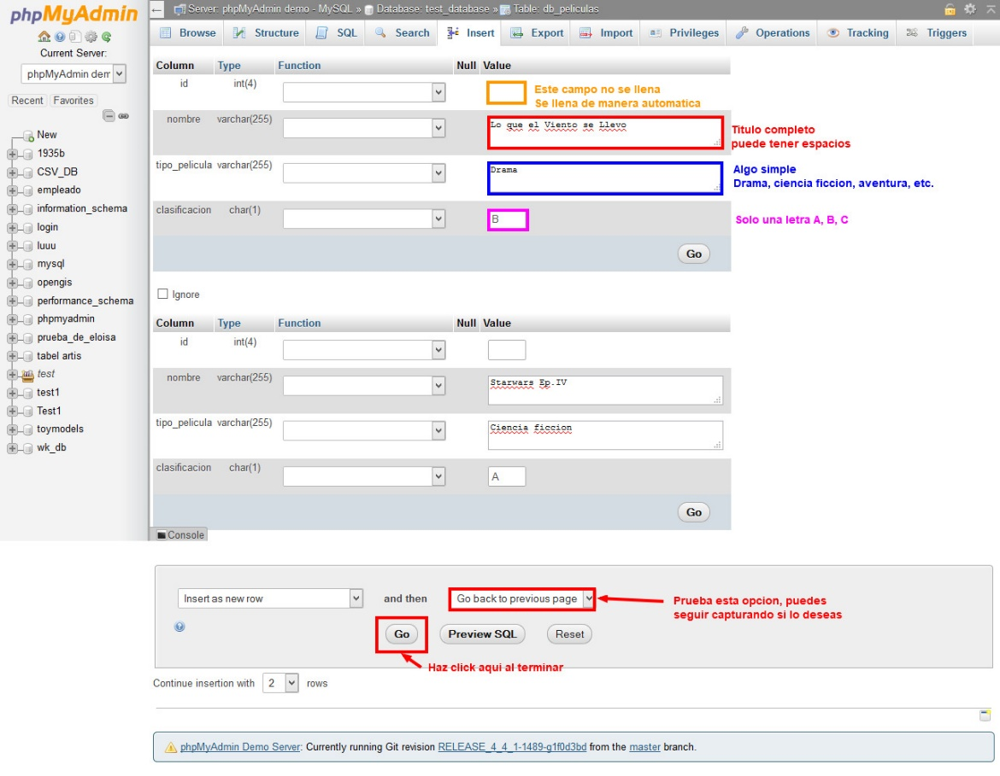 phpMyAdmin
Server: phpMyAdmin demo - MySQL » Database: test_database » Table: db_peliculas
Browse Structure SQL Search Insert Export Import Privileges Operations Tracking Triggers
Current Server:
phpMyAdmin dem
Recent Favorites
New
1935b
CSV_DB
empleado
information_schema
login
luuu
mysql
opengis
performance_schema
phpmyadmin
prueba_de_eloisa
tabel artis
test
test1
Test1
toymodels
wk_db
Column Type Function Null Value
id int(4)
Este campo no se llena
Se llena de manera automatica
nombre varchar(255) Lo que el Viento se Llevo
Titulo completo
puede tener espacios
tipo_pelicula varchar(255) Drama
Algo simple
Drama, ciencia ficcion, aventura, etc.
clasificacion char(1) B
Solo una letra A, B, C
Go
Ignore
Column Type Function Null Value
id int(4)
nombre varchar(255) Starwars Ep.IV
tipo_pelicula varchar(255) Ciencia ficcion
clasificacion char(1) A
Go
Console
Insert as new row and then Go back to previous page
Prueba esta opcion, puedes
seguir capturando si lo deseas
Go Preview SQL Reset
Haz click aqui al terminar
Continue insertion with 2 rows
phpMyAdmin Demo Server: Currently running Git revision RELEASE_4_4_1-1489-g1f0d3bd from the master branch.